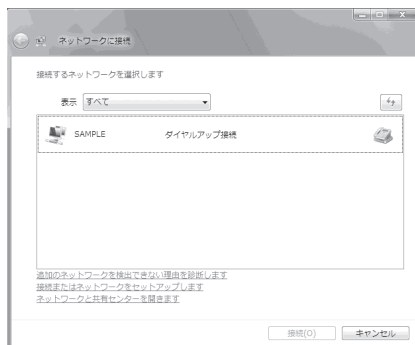 ネットワークに接続
接続するネットワークを選択します
表示 すべて
SAMPLE ダイヤルアップ接続
追加のネットワークを検出できない理由を診断します
接続またはネットワークをセットアップします
ネットワークと共有センターを開きます
接続(O) キャンセル